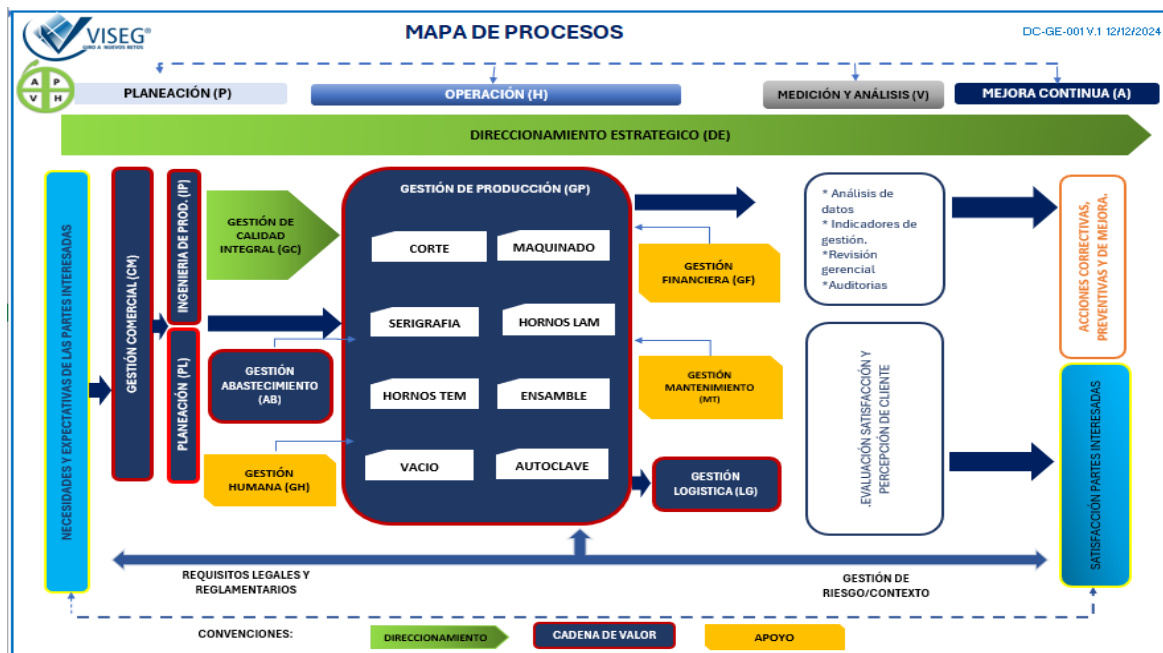 VISEG®
GIRO A NUEVOS RETOS
MAPA DE PROCESOS
DC-GE-001 V.1 12/12/2024
A P
V H
PLANEACIÓN (P)
OPERACIÓN (H)
MEDICIÓN Y ANÁLISIS (V)
MEJORA CONTINUA (A)
DIRECCIONAMIENTO ESTRATEGICO (DE)
NECESIDADES Y EXPECTATIVAS DE LAS PARTES INTERESADAS
GESTIÓN COMERCIAL (CM)
INGENIERIA DE PROD. (IP)
PLANEACIÓN (PL)
GESTIÓN DE
CALIDAD
INTEGRAL (GC)
GESTIÓN
ABASTECIMIENTO
(AB)
GESTIÓN
HUMANA (GH)
GESTIÓN DE PRODUCCIÓN (GP)
CORTE
MAQUINADO
SERIGRAFIA
HORNOS LAM
HORNOS TEM
ENSAMBLE
VACIO
AUTOCLAVE
GESTIÓN
FINANCIERA (GF)
GESTIÓN
MANTENIMIENTO
(MT)
GESTIÓN
LOGISTICA (LG)
* Análisis de
datos
* Indicadores de
gestión.
*Revisión
gerencial
*Auditorias
.EVALUACIÓN SATISFACCIÓN Y
PERCEPCIÓN DE CLIENTE
ACCIONES CORRECTIVAS,
PREVENTIVAS Y DE MEJORA.
SATISFACCIÓN PARTES INTERESADAS
REQUISITOS LEGALES Y
REGLAMENTARIOS
GESTIÓN DE
RIESGO/CONTEXTO
CONVENCIONES:
DIRECCIONAMIENTO
CADENA DE VALOR
APOYO